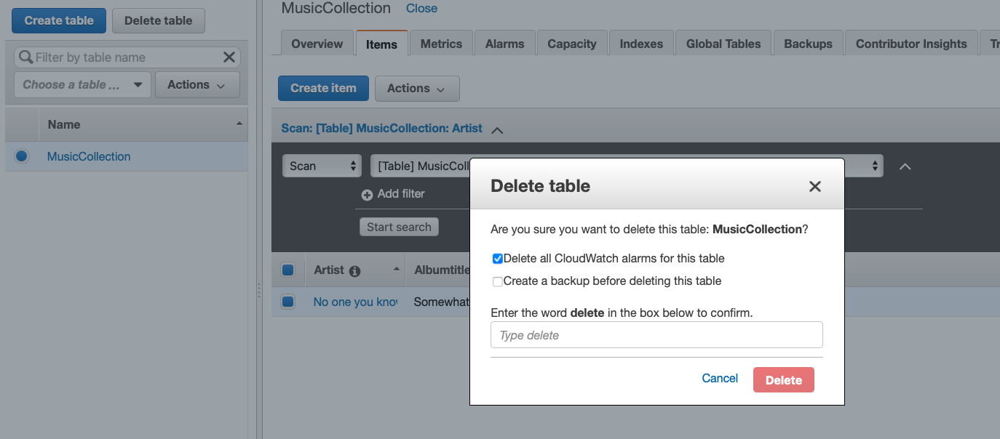 Create table
Delete table
Filter by table name
Choose a table ...
Actions
Name
MusicCollection
MusicCollection
Close
Overview
Items
Metrics
Alarms
Capacity
Indexes
Global Tables
Backups
Contributor Insights
Tr
Create item
Actions
Scan: [Table] MusicCollection: Artist
Scan
[Table] MusicColl
Add filter
Start search
Artist
Albumtitle
No one you know
Somewhat
Delete table
Are you sure you want to delete this table: MusicCollection?
Delete all CloudWatch alarms for this table
Create a backup before deleting this table
Enter the word delete in the box below to confirm.
Type delete
Cancel
Delete